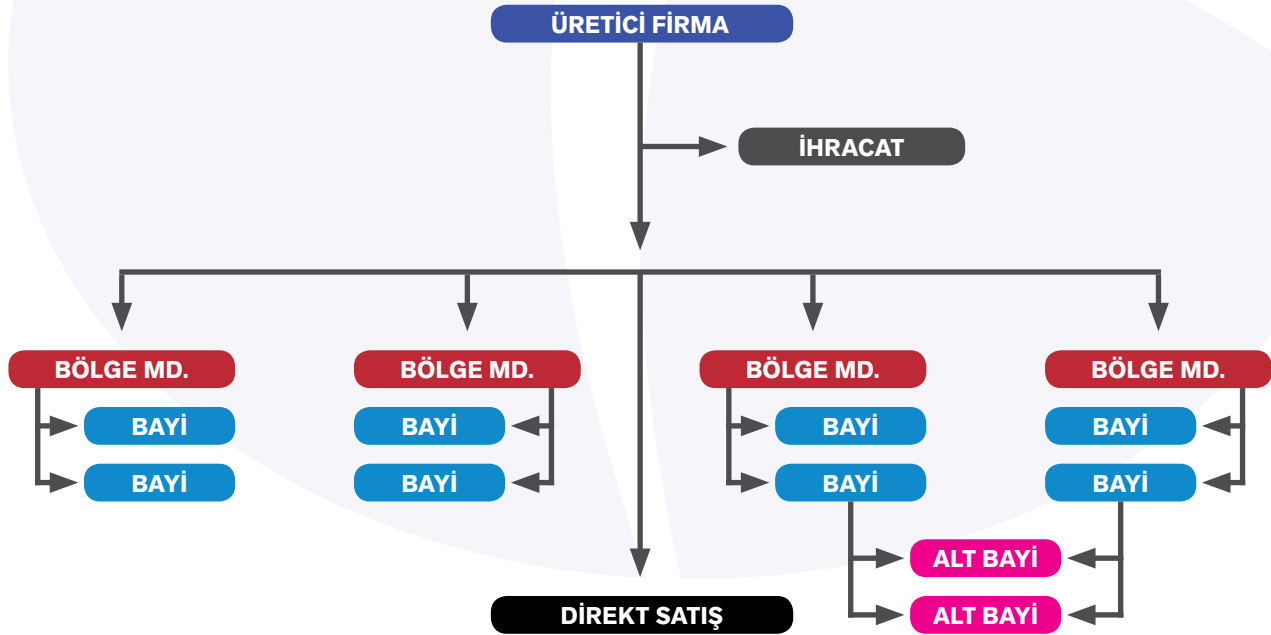 ÜRETİCİ FİRMA
İHRACAT
BÖLGE MD.
BÖLGE MD.
BÖLGE MD.
BÖLGE MD.
BAYİ
BAYİ
BAYİ
BAYİ
BAYİ
BAYİ
BAYİ
BAYİ
ALT BAYİ
ALT BAYİ
DİREKT SATIŞ